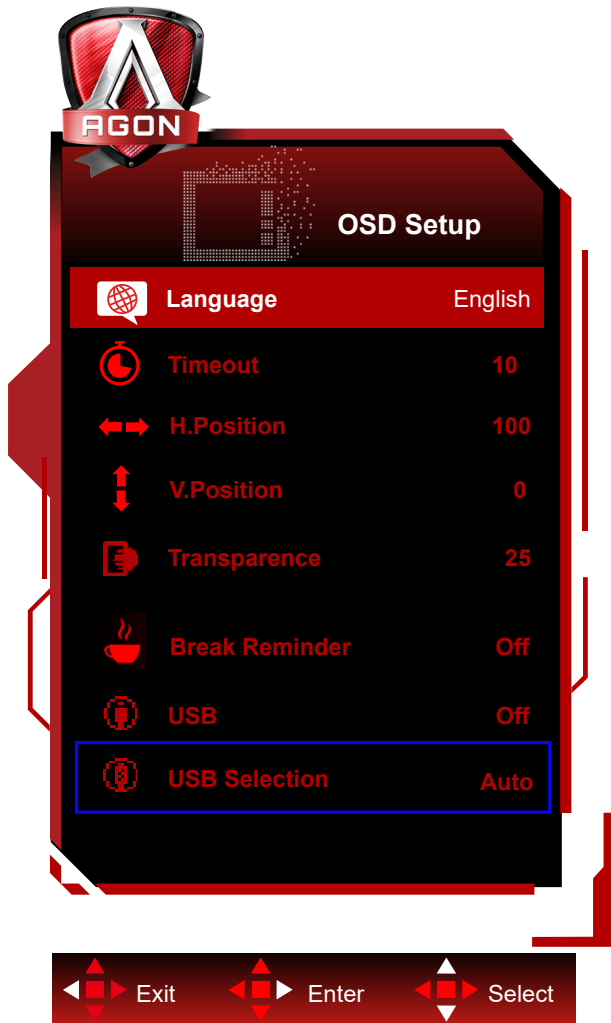 AGON
OSD Setup
Language English
Timeout 10
H.Position 100
V.Position 0
Transparence 25
Break Reminder Off
USB Off
USB Selection Auto
Exit Enter Select